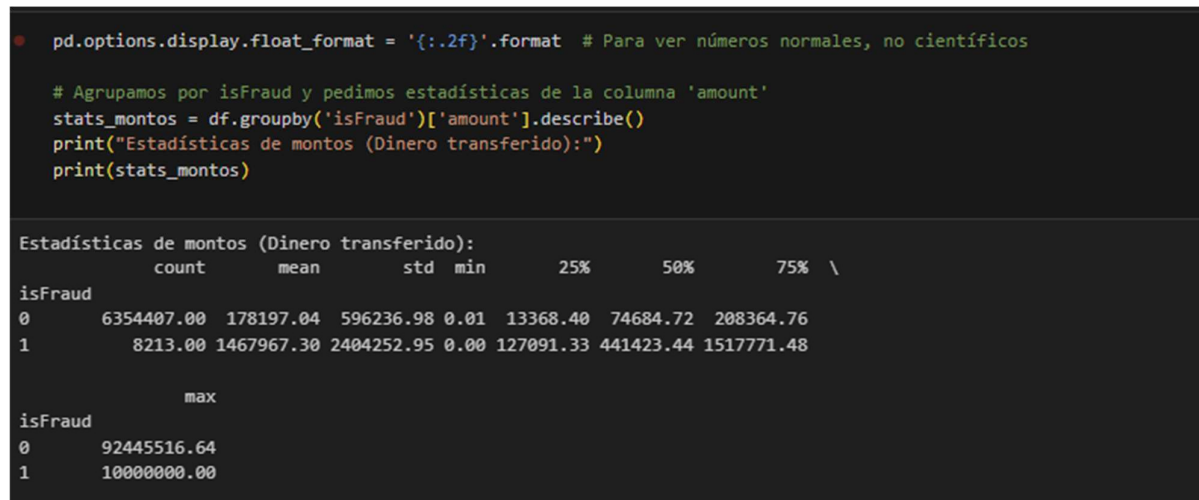 pd.options.display.float_format = '{:.2f}'.format  # Para ver números normales, no científicos
# Agrupamos por isFraud y pedimos estadísticas de la columna 'amount'
stats_montos = df.groupby('isFraud')['amount'].describe()
print("Estadísticas de montos (Dinero transferido):")
print(stats_montos)
Estadísticas de montos (Dinero transferido):
count mean std min 25% 50% 75% \
isFraud
0 6354407.00 178197.04 596236.98 0.01 13368.40 74684.72 208364.76
1 8213.00 1467967.30 2404252.95 0.00 127091.33 441423.44 1517771.48
max
isFraud
0 92445516.64
1 10000000.00